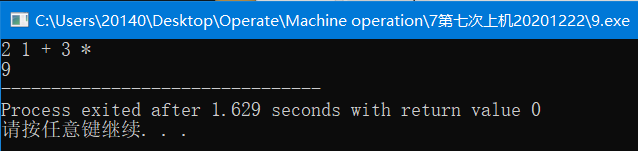 C:\Users\20140\Desktop\Operate\Machine operation\7第七次上机20201222\9.exe
2 1 + 3 *
9
--------------------------------
Process exited after 1.629 seconds with return value 0
请按任意键继续. . .